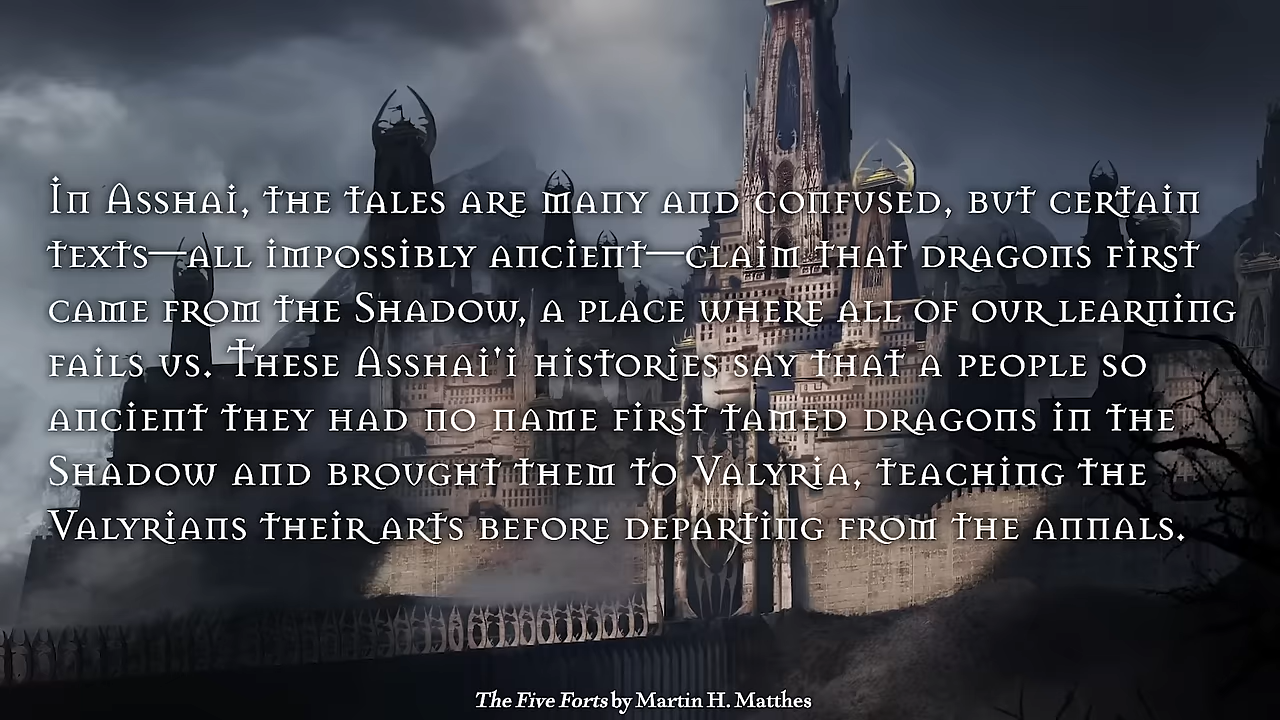 In Asshai, the tales are many and confused, but certain
texts—all impossibly ancient—claim that dragons first
came from the Shadow, a place where all of our learning
fails us. These Asshai'i histories say that a people so
ancient they had no name first tamed dragons in the
Shadow and brought them to Valyria, teaching the
Valyrians their arts before departing from the annals.
The Five Forts by Martin H. Matthes